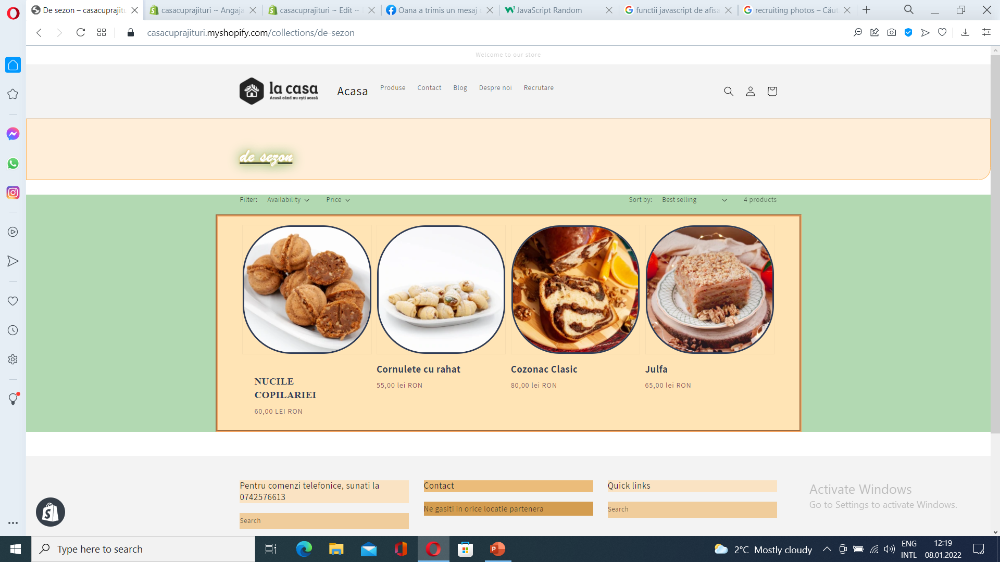 De sezon – casacuprajitu
casacuprajituri ~ Angaja
casacuprajituri ~ Edit ~
Oana a trimis un mesaj
JavaScript Random
functii javascript de afisa
recruiting photos – Căut
casacuprajituri.myshopify.com/collections/de-sezon
Welcome to our store
la casa
Acasă când nu ești acasă
Acasa
Produse
Contact
Blog
Despre noi
Recrutare
de sezon
Filter:
Availability
Price
Sort by:
Best selling
4 products
NUCILE
COPILARIEI
60,00 LEI RON
Cornulete cu rahat
55,00 lei RON
Cozonac Clasic
80,00 lei RON
Julfa
65,00 lei RON
Pentru comenzi telefonice, sunati la
0742576613
Search
Contact
Ne gasiti in orice locatie partenera
Quick links
Search
Activate Windows
Go to Settings to activate Windows.
Type here to search
2°C Mostly cloudy
ENG
INTL
12:19
08.01.2022